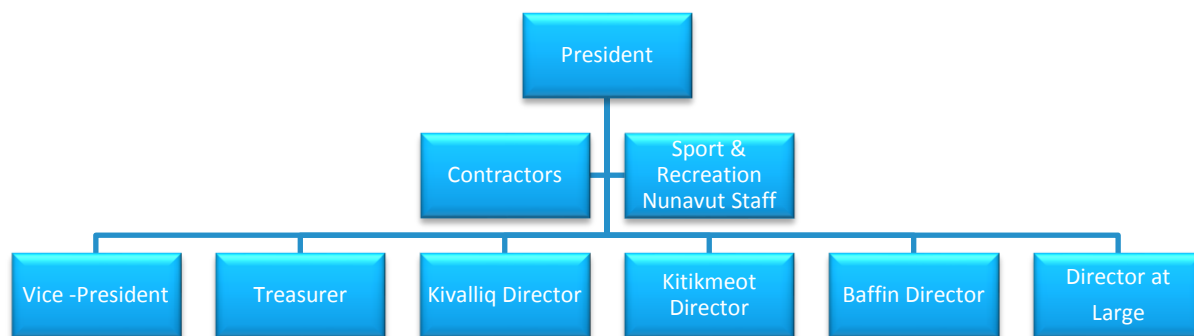 President
Contractors
Sport &
Recreation
Nunavut Staff
Vice -President
Treasurer
Kivalliq Director
Kitikmeot
Director
Baffin Director
Director at
Large